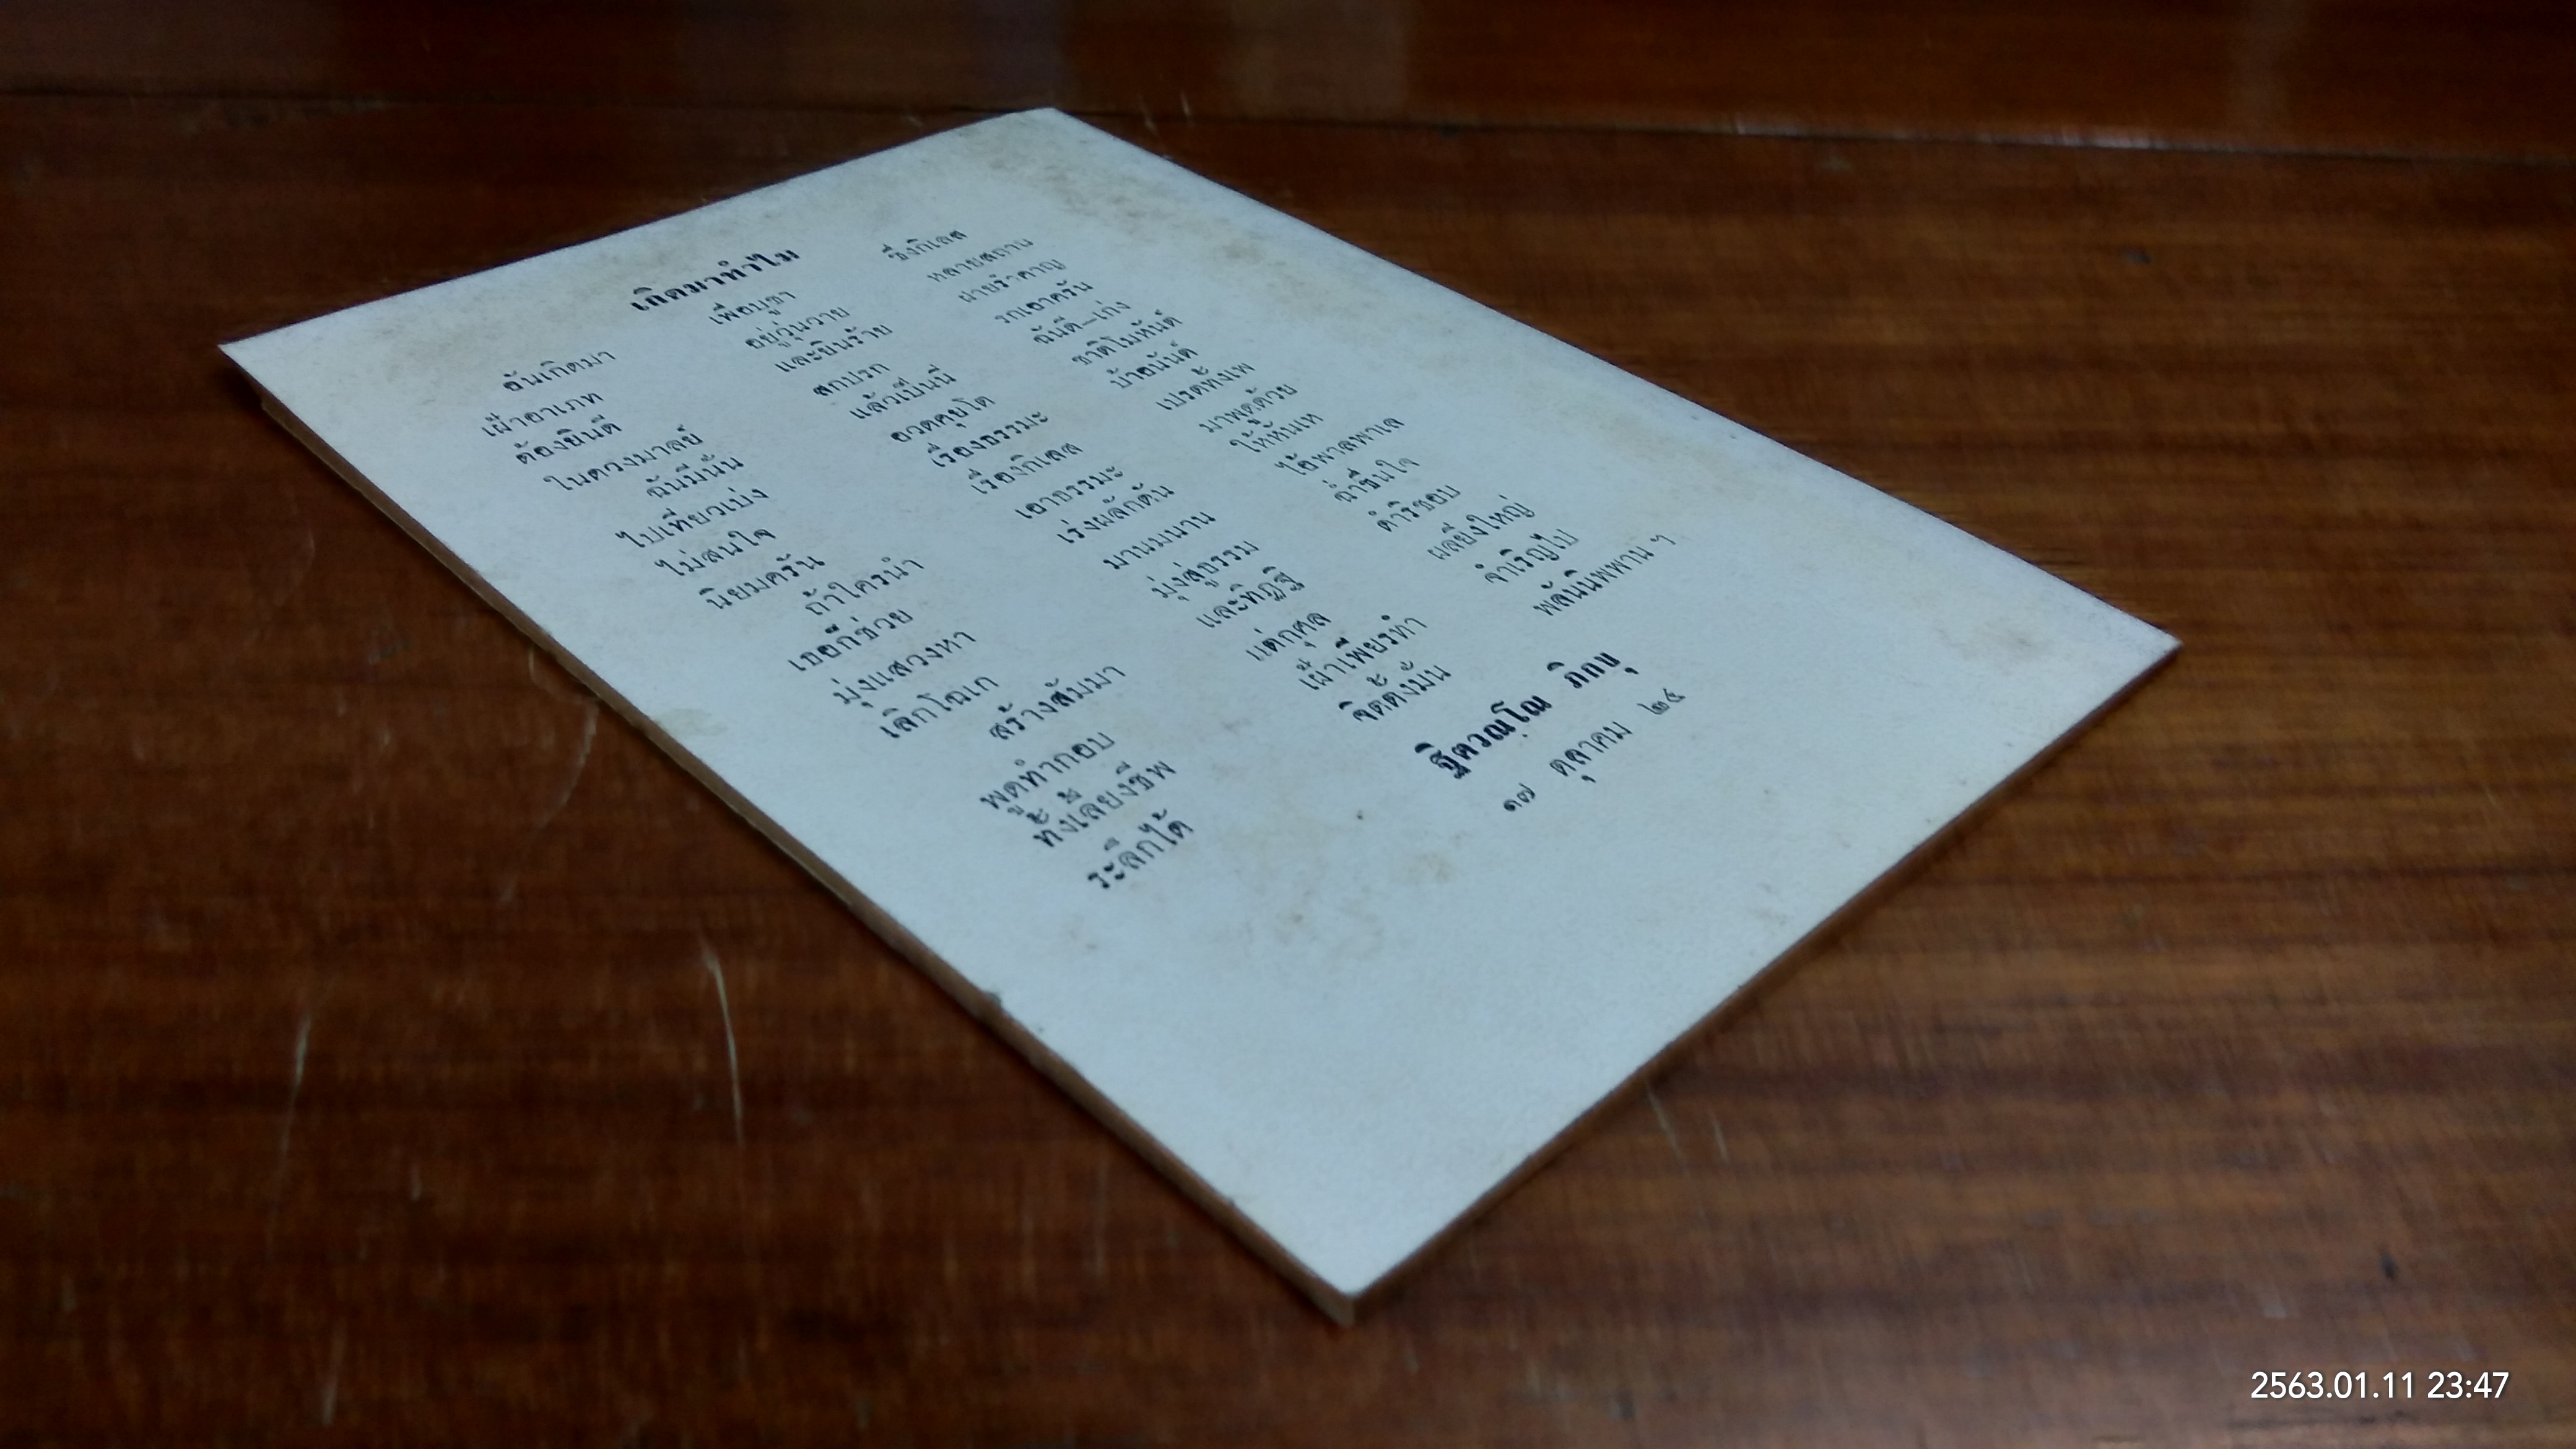 เกิดมาทำไม
อันเกิดมา เพื่อบูชา ซึ่งกิเลส
เฝ้าอาเภท อยู่วุ่นวาย หลายสถาน
ต้องยินดี และยินร้าย ฝ่ายรำคาญ
ในดวงมาลย์ สกปรก รกเอาครัน
ฉันมีนั่น แล้วเป็นนี่ ฉันดี–เก่ง
ไปเที่ยวเบ่ง อวดคุยโต ชาติโมหันต์
ไม่สนใจ เรื่องธรรมะ บ้าอนันต์
นิยมครัน เรื่องกิเลส เปรตทั้งเพ
ถ้าใครนำ เอาธรรมะ มาพูดด้วย
เธอก็ช่วย เร่งผลักดัน ให้หันเห
มุ่งแสวงหา มานมนาน ไอ้พาลพาเล
เลิกโฉเก มุ่งสู่ธรรม ฉ่ำชื่นใจ
สร้างสัมมา และทิฏฐิ ดำริชอบ
พูดทำกอบ แต่กุศล ผลยิ่งใหญ่
ทั้งเลี้ยงชีพ เฝ้าเพียรทำ จำเริญไป
ระลึกได้ จิตตั้งมั่น พลันนิพพาน ฯ
ฐิตวณฺโณ ภิกขุ
๑๗ ตุลาคม ๒๔
2563.01.11 23:47